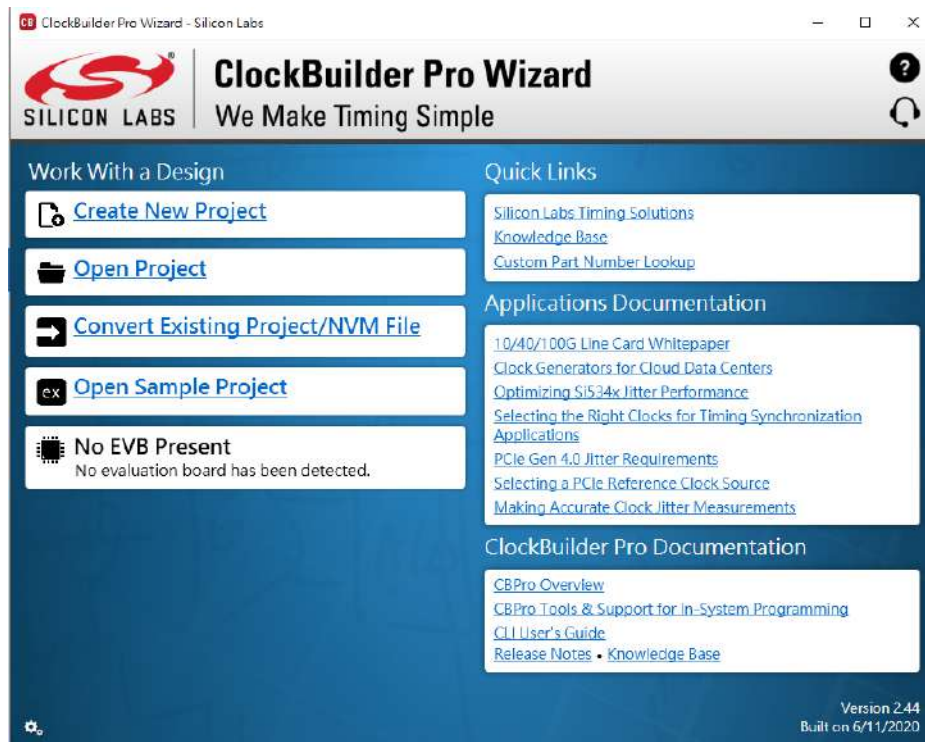 CB ClockBuilder Pro Wizard - Silicon Labs
SILICON LABS
ClockBuilder Pro Wizard
We Make Timing Simple
Work With a Design
Create New Project
Open Project
Convert Existing Project/NVM File
ex Open Sample Project
No EVB Present
No evaluation board has been detected.
Quick Links
Silicon Labs Timing Solutions
Knowledge Base
Custom Part Number Lookup
Applications Documentation
10/40/100G Line Card Whitepaper
Clock Generators for Cloud Data Centers
Optimizing Si534x Jitter Performance
Selecting the Right Clocks for Timing Synchronization
Applications
PCIe Gen 4.0 Jitter Requirements
Selecting a PCIe Reference Clock Source
Making Accurate Clock Jitter Measurements
ClockBuilder Pro Documentation
CBPro Overview
CBPro Tools & Support for In-System Programming
CLI User's Guide
Release Notes • Knowledge Base
Version 2.44
Built on 6/11/2020